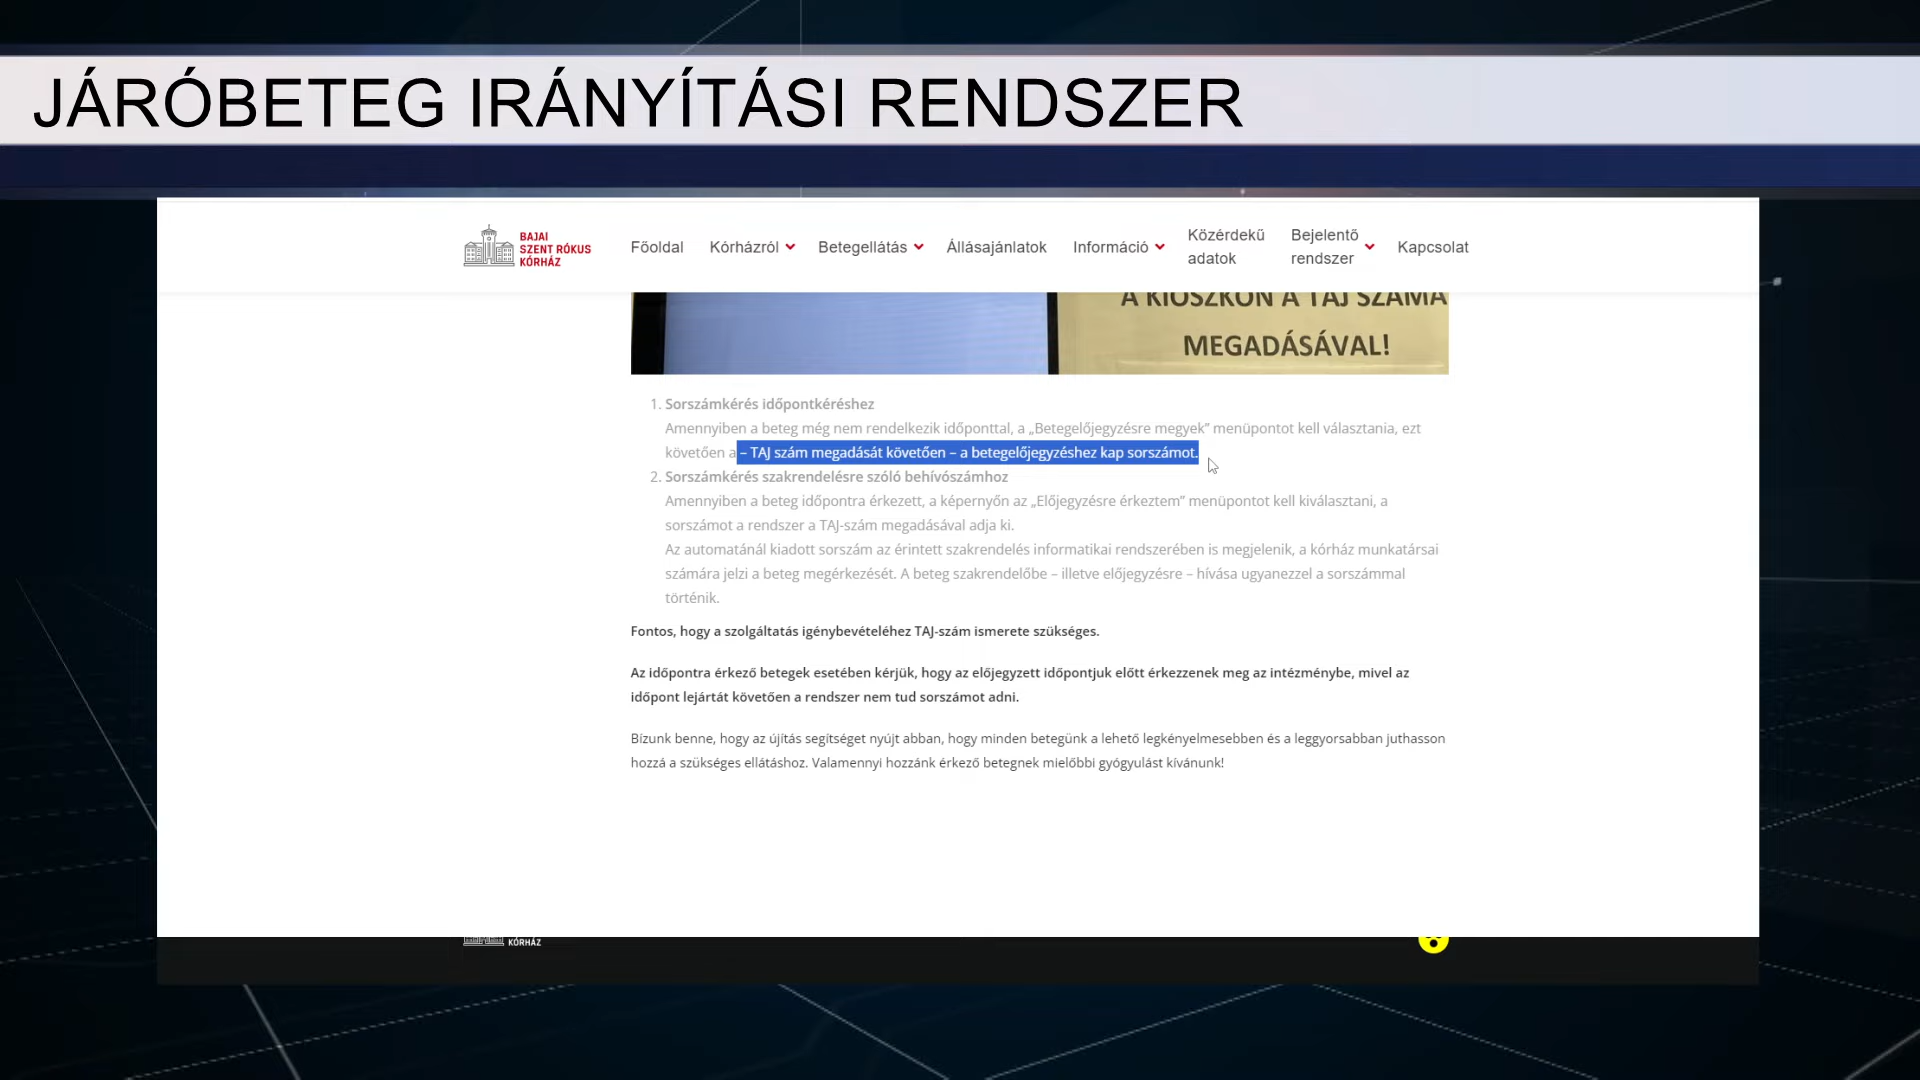 JÁRÓBETEG IRÁNYÍTÁSI RENDSZER
BAJAI
SZENT RÓKUS
KÓRHÁZ
Főoldal
Kórházról
Betegellátás
Állásajánlatok
Információ
Közérdekű
adatok
Bejelentő
rendszer
Kapcsolat
A KIOSZKON A TAJ SZÁMA
MEGADÁSÁVAL!
1. Sorszámkérés időpontkéréshez
Amennyiben a beteg még nem rendelkezik időponttal, a „Betegelőjegyzésre megyek” menüpontot kell választania, ezt
követően a – TAJ szám megadását követően – a betegelőjegyzéshez kap sorszámot.
2. Sorszámkérés szakrendelésre szóló behívószámhoz
Amennyiben a beteg időpontra érkezett, a képernyőn az „Előjegyzésre érkeztem” menüpontot kell kiválasztani, a
sorszámot a rendszer a TAJ-szám megadásával adja ki.
Az automatánál kiadott sorszám az érintett szakrendelés informatikai rendszerében is megjelenik, a kórház munkatársai
számára jelzi a beteg megérkezését. A beteg szakrendelőbe – illetve előjegyzésre – hívása ugyanezzel a sorszámmal
történik.
Fontos, hogy a szolgáltatás igénybevételéhez TAJ-szám ismerete szükséges.
Az időpontra érkező betegek esetében kérjük, hogy az előjegyzett időpontjuk előtt érkezzenek meg az intézménybe, mivel az
időpont lejártát követően a rendszer nem tud sorszámot adni.
Bízunk benne, hogy az újítás segítséget nyújt abban, hogy minden betegünk a lehető legkényelmesebben és a leggyorsabban juthasson
hozzá a szükséges ellátáshoz. Valamennyi hozzánk érkező betegnek mielőbbi gyógyulást kívánunk!
KÓRHÁZ